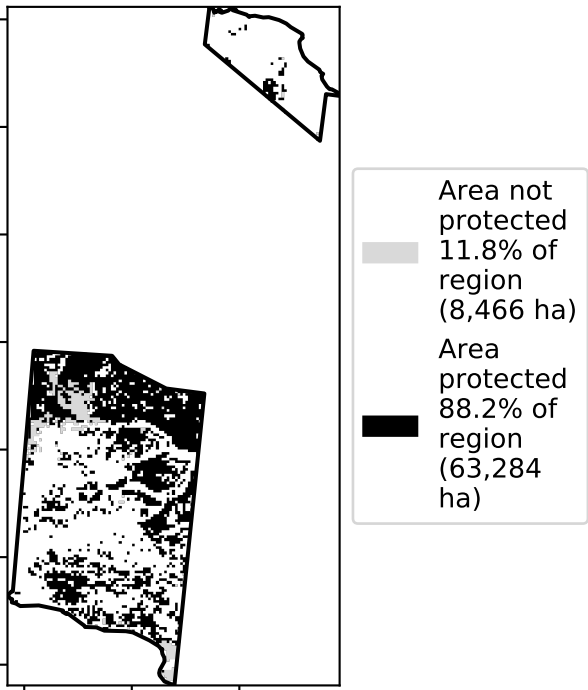 Area not
protected
11.8% of
region
(8,466 ha)
Area
protected
88.2% of
region
(63,284
ha)